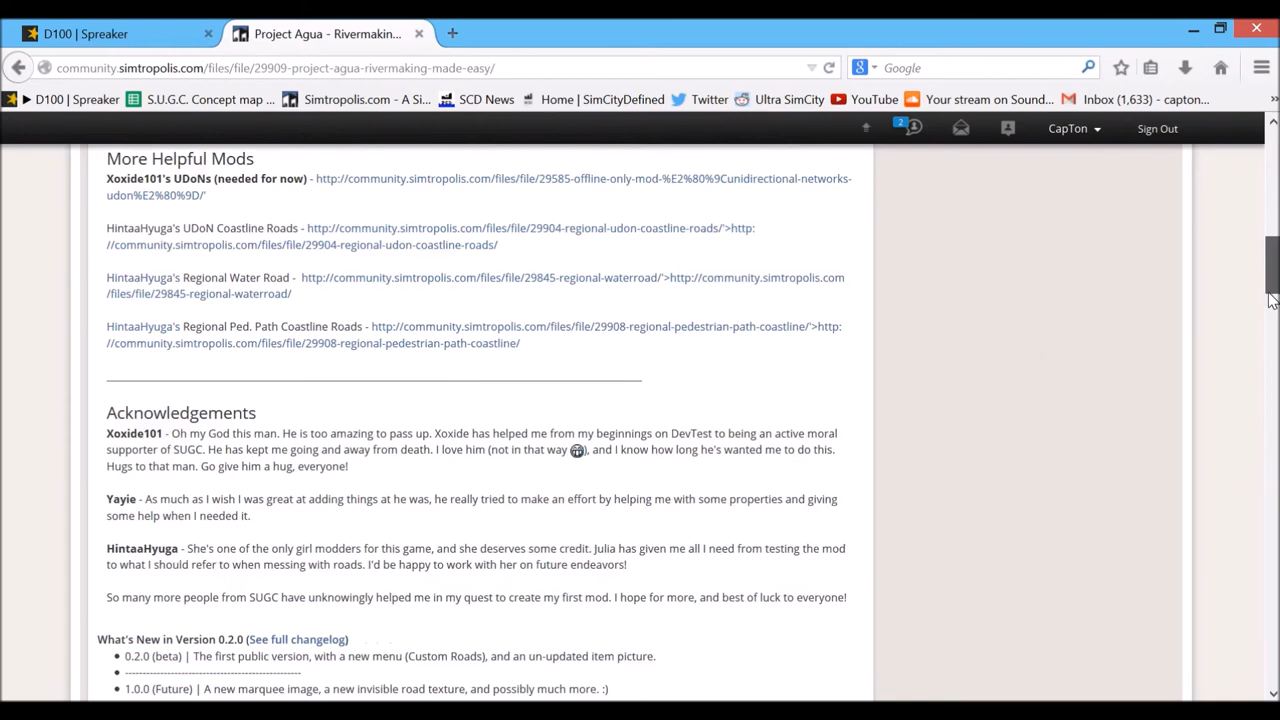 D100 | Spreaker
Project Agua - Rivermakin...
community.simtropolis.com/files/file/29909-project-agua-rivermaking-made-easy/
Google
D100 | Spreaker
S.U.G.C. Concept map ...
Simtropolis.com - A Si...
SCD News
Home | SimCityDefined
Twitter
Ultra SimCity
YouTube
Your stream on Sound...
Inbox (1,633) - capton...
2
CapTon
Sign Out
More Helpful Mods
Xoxide101's UDoNs (needed for now) - http://community.simtropolis.com/files/file/29585-offline-only-mod-%E2%80%9Cunidirectional-networks-
udon%E2%80%9D/'
HintaaHyuga's UDoN Coastline Roads - http://community.simtropolis.com/files/file/29904-regional-udon-coastline-roads/'>http:
//community.simtropolis.com/files/file/29904-regional-udon-coastline-roads/
HintaaHyuga's Regional Water Road - http://community.simtropolis.com/files/file/29845-regional-waterroad/'>http://community.simtropolis.com
/files/file/29845-regional-waterroad/
HintaaHyuga's Regional Ped. Path Coastline Roads - http://community.simtropolis.com/files/file/29908-regional-pedestrian-path-coastline/'>http:
//community.simtropolis.com/files/file/29908-regional-pedestrian-path-coastline/
Acknowledgements
Xoxide101 - Oh my God this man. He is too amazing to pass up. Xoxide has helped me from my beginnings on DevTest to being an active moral
supporter of SUGC. He has kept me going and away from death. I love him (not in that way ), and I know how long he's wanted me to do this.
Hugs to that man. Go give him a hug, everyone!
Yayie - As much as I wish I was great at adding things at he was, he really tried to make an effort by helping me with some properties and giving
some help when I needed it.
HintaaHyuga - She's one of the only girl modders for this game, and she deserves some credit. Julia has given me all I need from testing the mod
to what I should refer to when messing with roads. I'd be happy to work with her on future endeavors!
So many more people from SUGC have unknowingly helped me in my quest to create my first mod. I hope for more, and best of luck to everyone!
What's New in Version 0.2.0 (See full changelog)
• 0.2.0 (beta) | The first public version, with a new menu (Custom Roads), and an un-updated item picture.
• ------------------------------------------------
• 1.0.0 (Future) | A new marquee image, a new invisible road texture, and possibly much more. :)